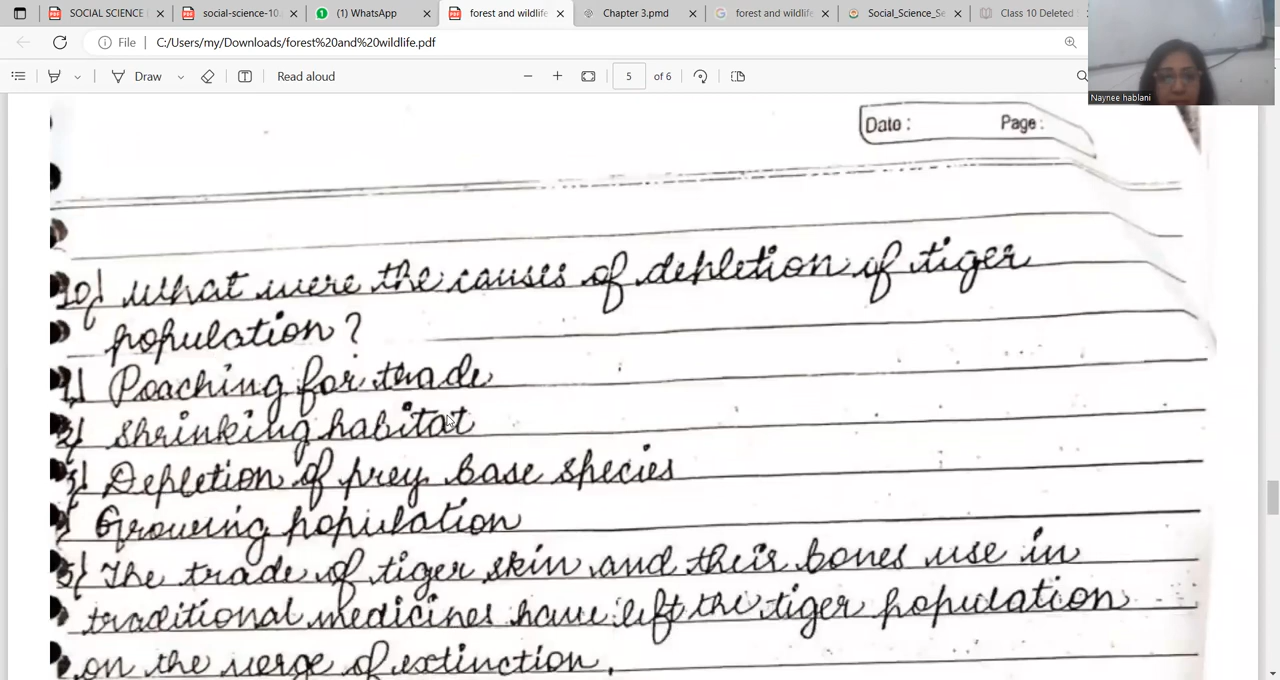 SOCIAL SCIENCE
social-science-10
(1) WhatsApp
forest and wildlife
Chapter 3.pmd
forest and wildlife
Social_Science_Se
Class 10 Deleted
File
C:/Users/my/Downloads/forest%20and%20wildlife.pdf
Draw
Read aloud
5
of 6
Naynee hablani
Date :
Page :
10) What were the causes of depletion of tiger
population?
1) Poaching for trade
2) Shrinking habitat
3) Depletion of prey base species
Growing population
5) The trade of tiger skin and their bones use in
traditional medicines have left the tiger population
on the verge of extinction.